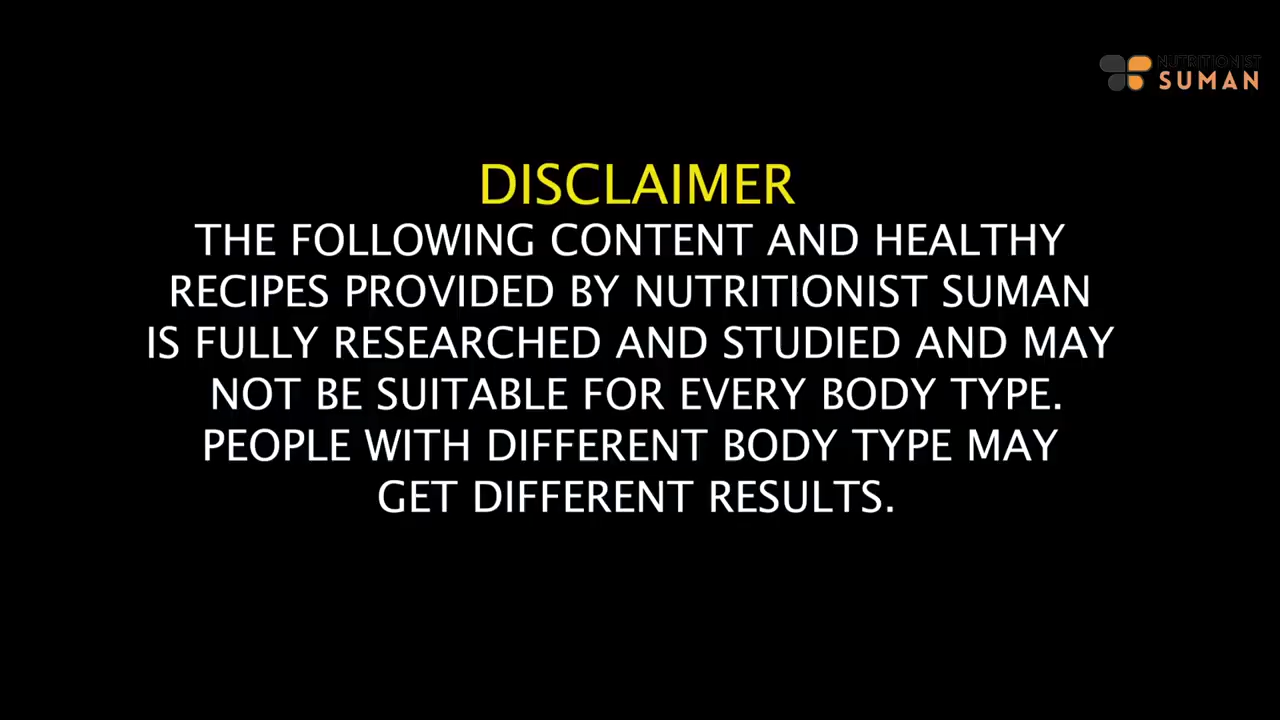 NUTRITIONIST
SUMAN
DISCLAIMER
THE FOLLOWING CONTENT AND HEALTHY
RECIPES PROVIDED BY NUTRITIONIST SUMAN
IS FULLY RESEARCHED AND STUDIED AND MAY
NOT BE SUITABLE FOR EVERY BODY TYPE.
PEOPLE WITH DIFFERENT BODY TYPE MAY
GET DIFFERENT RESULTS.